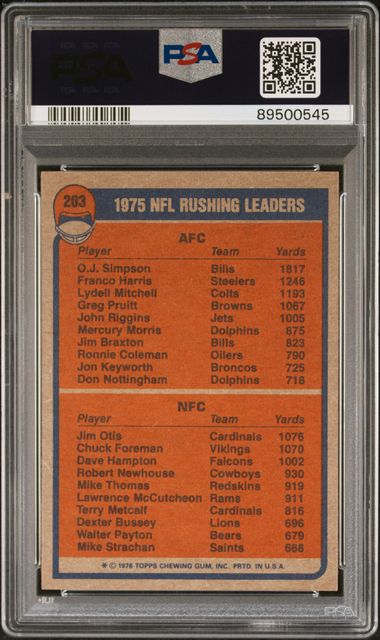 PSA
PSA
89500545
203
1975 NFL RUSHING LEADERS
AFC
Player Team Yards
O.J. Simpson Bills 1817
Franco Harris Steelers 1246
Lydell Mitchell Colts 1193
Greg Pruitt Browns 1067
John Riggins Jets 1005
Mercury Morris Dolphins 875
Jim Braxton Bills 823
Ronnie Coleman Oilers 790
Jon Keyworth Broncos 725
Don Nottingham Dolphins 718
NFC
Player Team Yards
Jim Otis Cardinals 1076
Chuck Foreman Vikings 1070
Dave Hampton Falcons 1002
Robert Newhouse Cowboys 930
Mike Thomas Redskins 919
Lawrence McCutcheon Rams 911
Terry Metcalf Cardinals 816
Dexter Bussey Lions 696
Walter Payton Bears 679
Mike Strachan Saints 668
* © 1976 TOPPS CHEWING GUM, INC. PRTD. IN U.S.A.